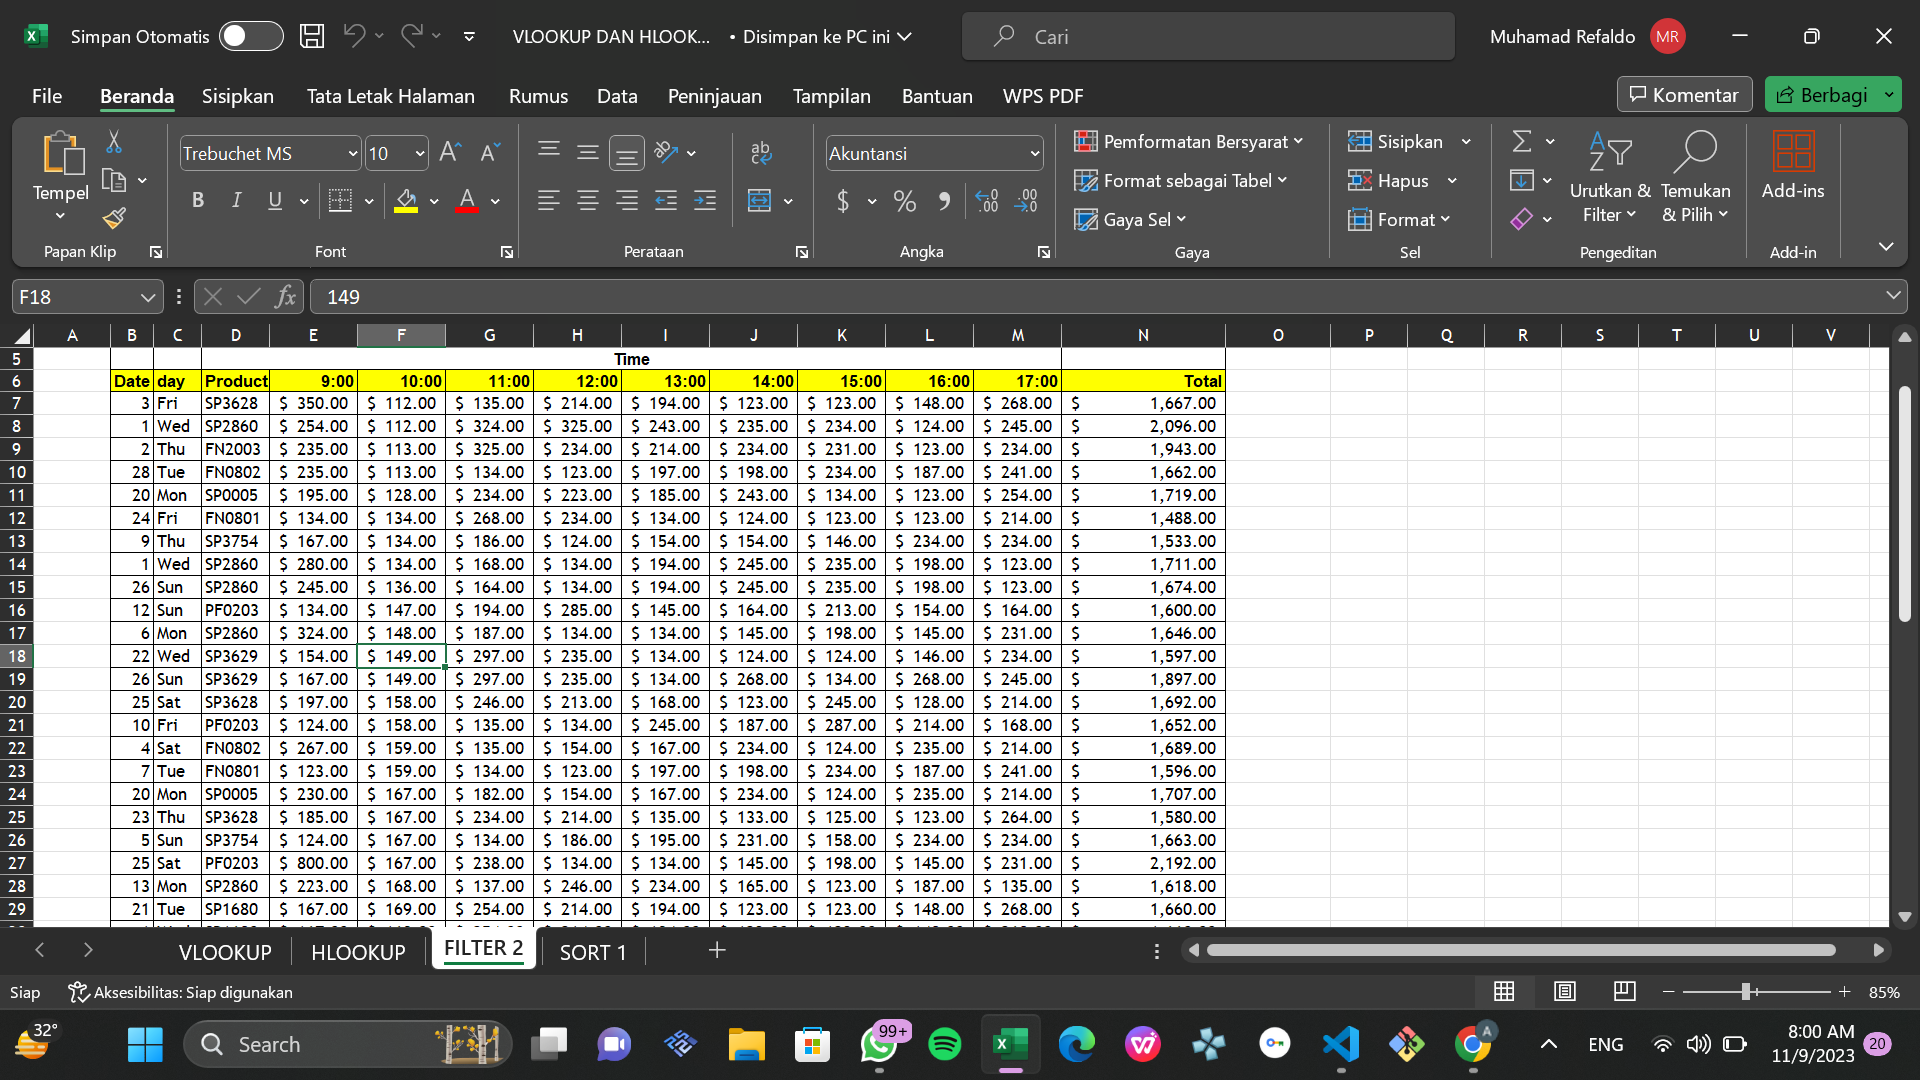 Simpan Otomatis VLOOKUP DAN HLOOK... • Disimpan ke PC ini Cari Muhamad Refaldo MR
File Beranda Sisipkan Tata Letak Halaman Rumus Data Peninjauan Tampilan Bantuan WPS PDF Komentar Berbagi
Tempel Trebuchet MS 10 Akuntansi Pemformatan Bersyarat Sisipkan
Format sebagai Tabel Hapus Urutkan & Filter Temukan & Pilih Add-ins
Gaya Sel Format
Papan Klip Font Perataan Angka Gaya Sel Pengeditan Add-in
F18 fx 149
A B C D E F G H I J K L M N O P Q R S T U V
5 Time
6 Date day Product 9:00 10:00 11:00 12:00 13:00 14:00 15:00 16:00 17:00 Total
7 3 Fri SP3628 $ 350.00 $ 112.00 $ 135.00 $ 214.00 $ 194.00 $ 123.00 $ 123.00 $ 148.00 $ 268.00 $ 1,667.00
8 1 Wed SP2860 $ 254.00 $ 112.00 $ 324.00 $ 325.00 $ 243.00 $ 235.00 $ 234.00 $ 124.00 $ 245.00 $ 2,096.00
9 2 Thu FN2003 $ 235.00 $ 113.00 $ 325.00 $ 234.00 $ 214.00 $ 234.00 $ 231.00 $ 123.00 $ 234.00 $ 1,943.00
10 28 Tue FN0802 $ 235.00 $ 113.00 $ 134.00 $ 123.00 $ 197.00 $ 198.00 $ 234.00 $ 187.00 $ 241.00 $ 1,662.00
11 20 Mon SP0005 $ 195.00 $ 128.00 $ 234.00 $ 223.00 $ 185.00 $ 243.00 $ 134.00 $ 123.00 $ 254.00 $ 1,719.00
12 24 Fri FN0801 $ 134.00 $ 134.00 $ 268.00 $ 234.00 $ 134.00 $ 124.00 $ 123.00 $ 123.00 $ 214.00 $ 1,488.00
13 9 Thu SP3754 $ 167.00 $ 134.00 $ 186.00 $ 124.00 $ 154.00 $ 154.00 $ 146.00 $ 234.00 $ 234.00 $ 1,533.00
14 1 Wed SP2860 $ 280.00 $ 134.00 $ 168.00 $ 134.00 $ 194.00 $ 245.00 $ 235.00 $ 198.00 $ 123.00 $ 1,711.00
15 26 Sun SP2860 $ 245.00 $ 136.00 $ 164.00 $ 134.00 $ 194.00 $ 245.00 $ 235.00 $ 198.00 $ 123.00 $ 1,674.00
16 12 Sun PF0203 $ 134.00 $ 147.00 $ 194.00 $ 285.00 $ 145.00 $ 164.00 $ 213.00 $ 154.00 $ 164.00 $ 1,600.00
17 6 Mon SP2860 $ 324.00 $ 148.00 $ 187.00 $ 134.00 $ 134.00 $ 145.00 $ 198.00 $ 145.00 $ 231.00 $ 1,646.00
18 22 Wed SP3629 $ 154.00 $ 149.00 $ 297.00 $ 235.00 $ 134.00 $ 124.00 $ 124.00 $ 146.00 $ 234.00 $ 1,597.00
19 26 Sun SP3629 $ 167.00 $ 149.00 $ 297.00 $ 235.00 $ 134.00 $ 268.00 $ 134.00 $ 268.00 $ 245.00 $ 1,897.00
20 25 Sat SP3628 $ 197.00 $ 158.00 $ 246.00 $ 213.00 $ 168.00 $ 123.00 $ 245.00 $ 128.00 $ 214.00 $ 1,692.00
21 10 Fri PF0203 $ 124.00 $ 158.00 $ 135.00 $ 134.00 $ 245.00 $ 187.00 $ 287.00 $ 214.00 $ 168.00 $ 1,652.00
22 4 Sat FN0802 $ 267.00 $ 159.00 $ 135.00 $ 154.00 $ 167.00 $ 234.00 $ 124.00 $ 235.00 $ 214.00 $ 1,689.00
23 7 Tue FN0801 $ 123.00 $ 159.00 $ 134.00 $ 123.00 $ 197.00 $ 198.00 $ 234.00 $ 187.00 $ 241.00 $ 1,596.00
24 20 Mon SP0005 $ 230.00 $ 167.00 $ 182.00 $ 154.00 $ 167.00 $ 234.00 $ 124.00 $ 235.00 $ 214.00 $ 1,707.00
25 23 Thu SP3628 $ 185.00 $ 167.00 $ 234.00 $ 214.00 $ 135.00 $ 133.00 $ 125.00 $ 123.00 $ 264.00 $ 1,580.00
26 5 Sun SP3754 $ 124.00 $ 167.00 $ 134.00 $ 186.00 $ 195.00 $ 231.00 $ 158.00 $ 234.00 $ 234.00 $ 1,663.00
27 25 Sat PF0203 $ 800.00 $ 167.00 $ 238.00 $ 134.00 $ 134.00 $ 145.00 $ 198.00 $ 145.00 $ 231.00 $ 2,192.00
28 13 Mon SP2860 $ 223.00 $ 168.00 $ 137.00 $ 246.00 $ 234.00 $ 165.00 $ 123.00 $ 187.00 $ 135.00 $ 1,618.00
29 21 Tue SP1680 $ 167.00 $ 169.00 $ 254.00 $ 214.00 $ 194.00 $ 123.00 $ 123.00 $ 148.00 $ 268.00 $ 1,660.00
VLOOKUP HLOOKUP FILTER 2 SORT 1
Siap Aksesibilitas: Siap digunakan 85%
32° Search 99+ A ENG 8:00 AM 20
11/9/2023